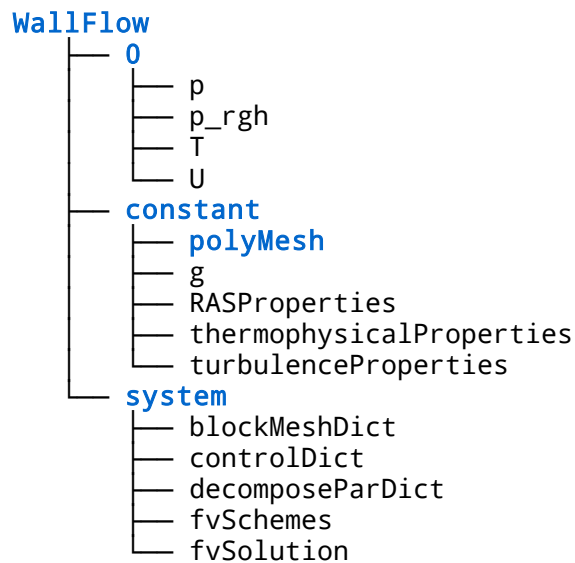 WallFlow
0
p
p_rgh
T
U
constant
polyMesh
g
RASProperties
thermophysicalProperties
turbulenceProperties
system
blockMeshDict
controlDict
decomposeParDict
fvSchemes
fvSolution